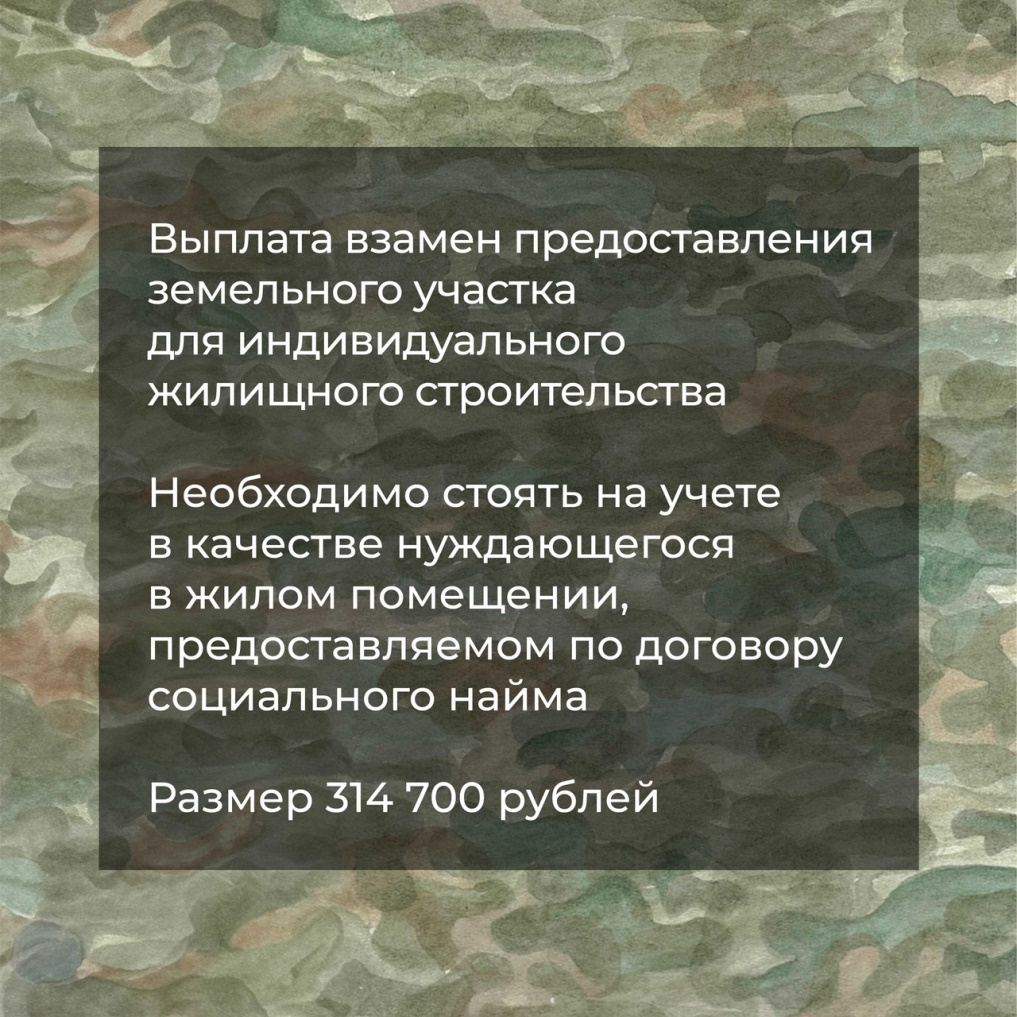 Выплата взамен предоставления
земельного участка
для индивидуального
жилищного строительства
Необходимо стоять на учете
в качестве нуждающегося
в жилом помещении,
предоставляемом по договору
социального найма
Размер 314 700 рублей